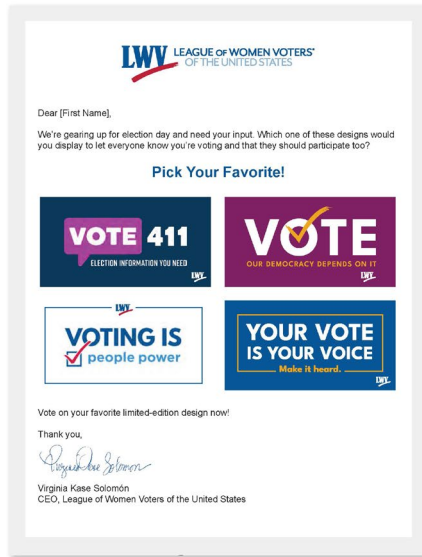 LWV LEAGUE OF WOMEN VOTERS®
OF THE UNITED STATES
Dear [First Name],
We're gearing up for election day and need your input. Which one of these designs would
you display to let everyone know you're voting and that they should participate too?
Pick Your Favorite!
VOTE 411
ELECTION INFORMATION YOU NEED
LWV
VOTE
OUR DEMOCRACY DEPENDS ON IT
LWV
LWV
VOTING IS
people power
YOUR VOTE
IS YOUR VOICE
Make it heard.
LWV
Vote on your favorite limited-edition design now!
Thank you,
Virginia Kase Solomon
Virginia Kase Solomón
CEO, League of Women Voters of the United States